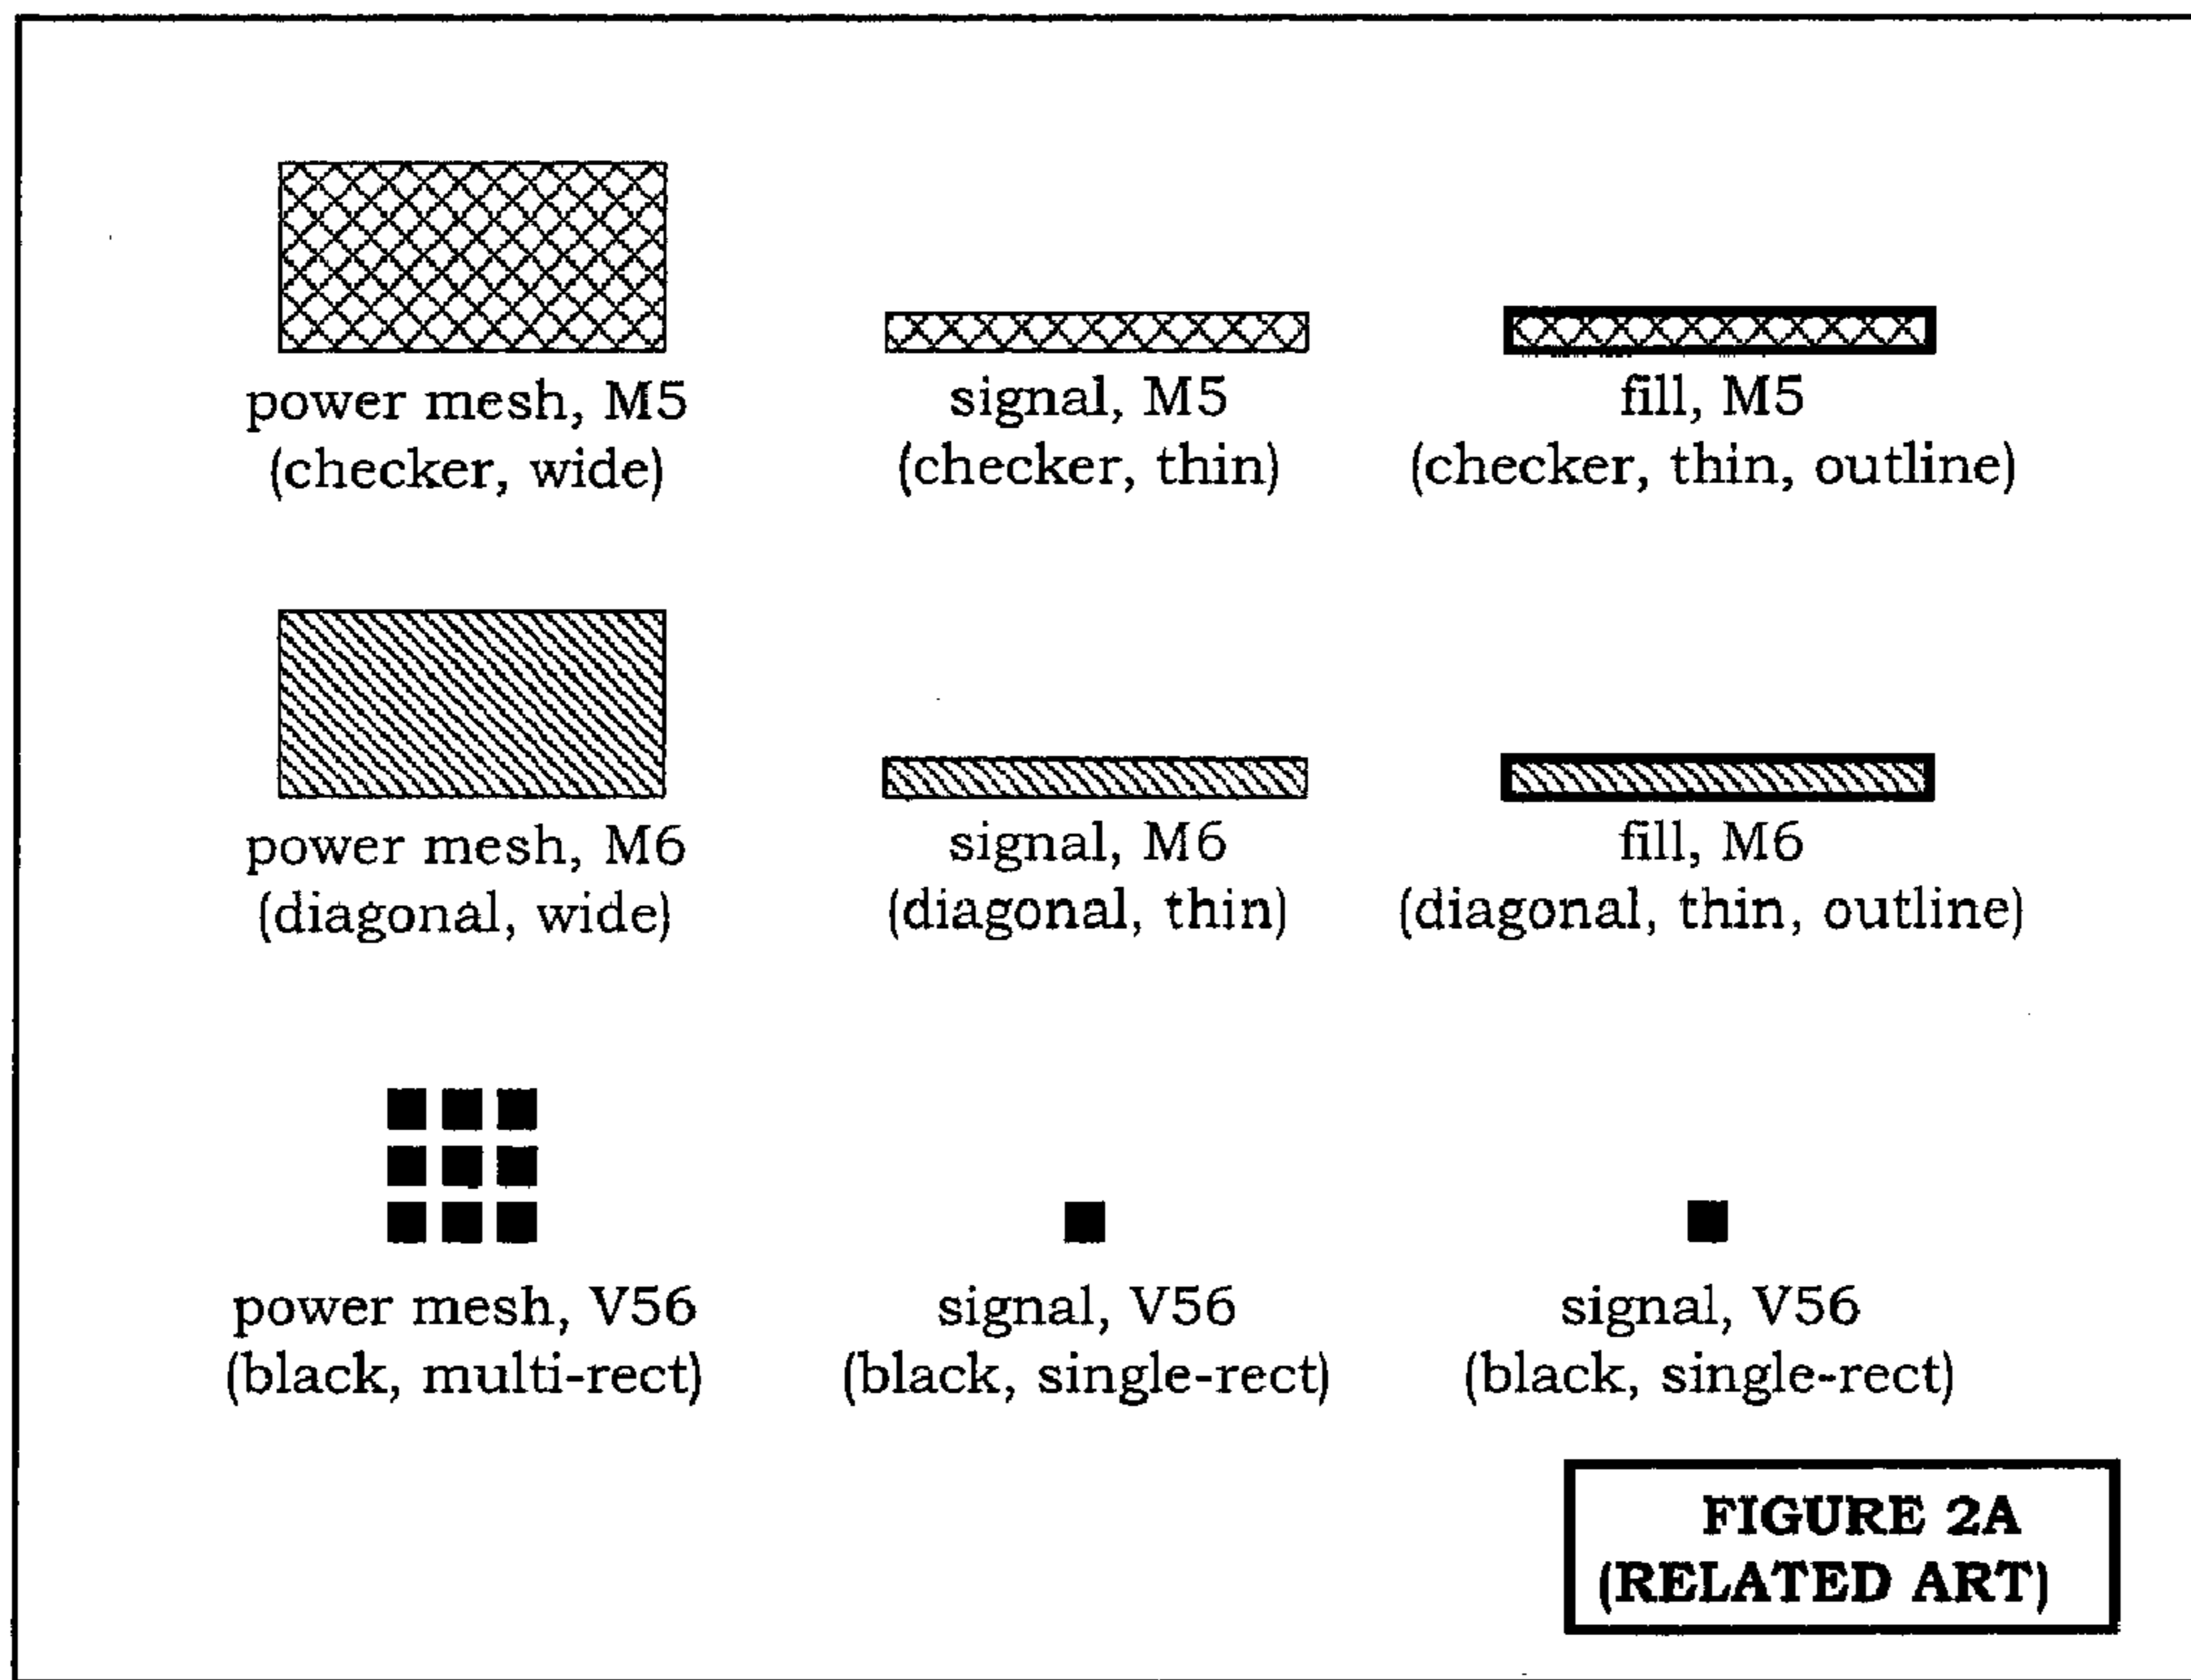 power mesh, M5
(checker, wide)
signal, M5
(checker, thin)
fill, M5
(checker, thin, outline)
power mesh, M6
(diagonal, wide)
signal, M6
(diagonal, thin)
fill, M6
(diagonal, thin, outline)
power mesh, V56
(black, multi-rect)
signal, V56
(black, single-rect)
signal, V56
(black, single-rect)
FIGURE 2A
(RELATED ART)